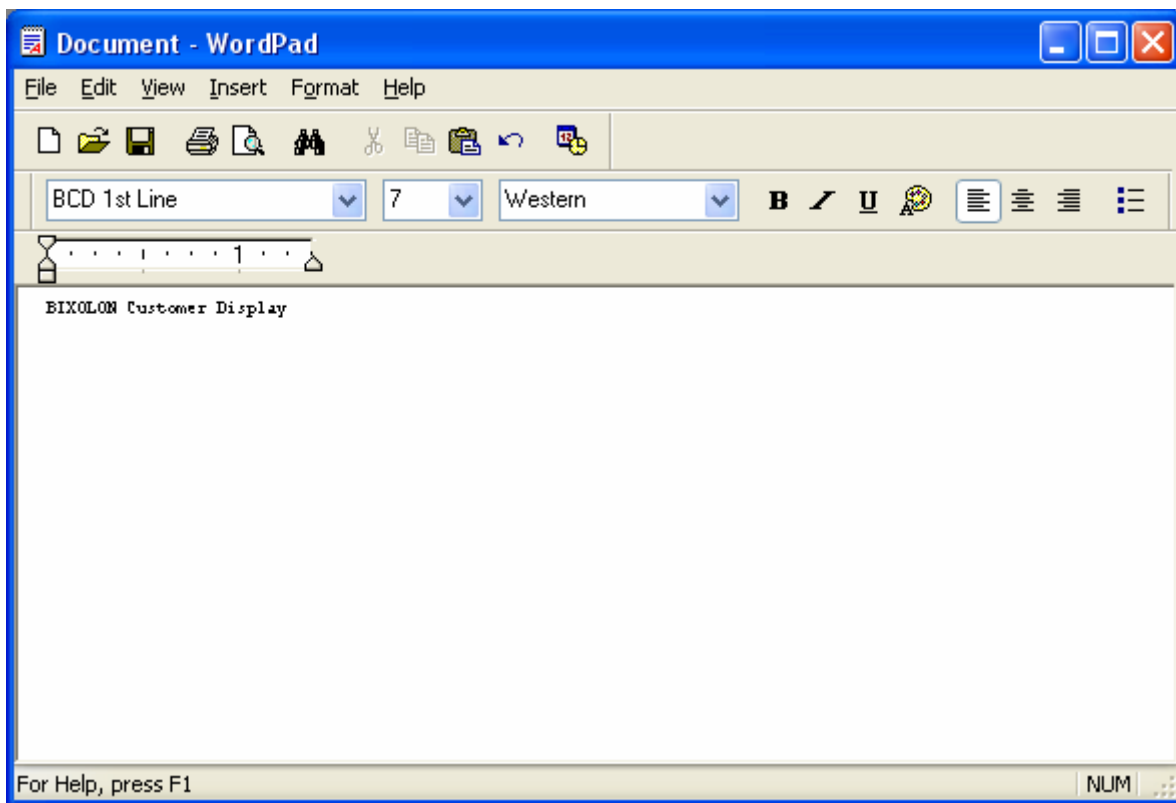 Document - WordPad
File Edit View Insert Format Help
12
BCD 1st Line 7 Western B / U A
1
BIXOLON Customer Display
For Help, press F1 NUM